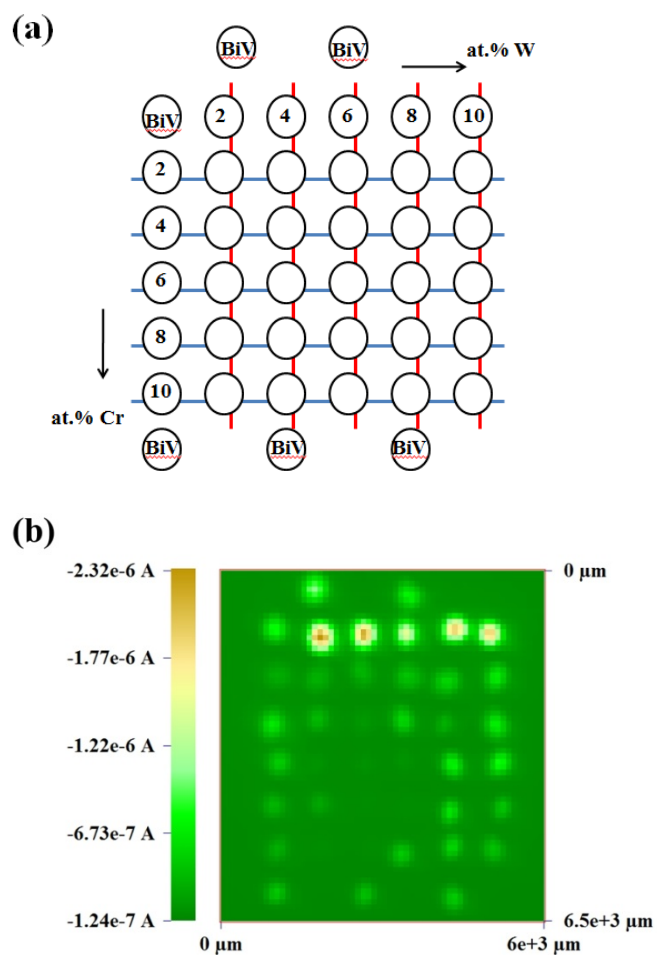 (a)
BiV BiV at.% W
BiV 2 4 6 8 10
2
4
6
8
10
at.% Cr
BiV BiV BiV
(b)
-2.32e-6 A
-1.77e-6 A
-1.22e-6 A
-6.73e-7 A
-1.24e-7 A
0 µm
6.5e+3 µm
0 µm 6e+3 µm